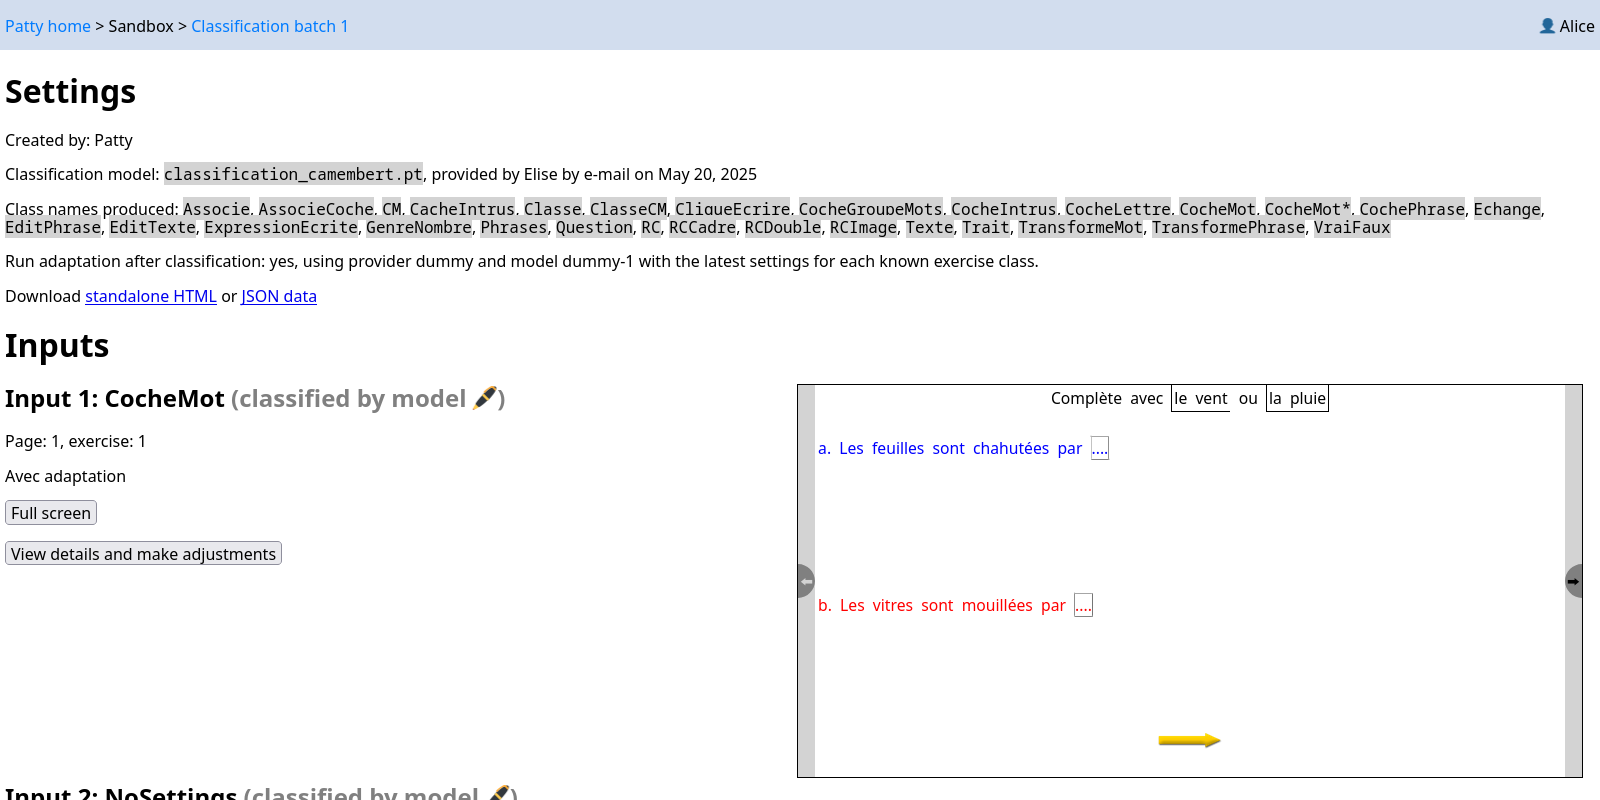 Patty home > Sandbox > Classification batch 1
Alice
Settings
Created by: Patty
Classification model: classification_camembert.pt, provided by Elise by e-mail on May 20, 2025
Class names produced: Associe, AssocieCoche, CM, CacheIntrus, Classe, ClasseCM, CliqueEcrire, CocheGroupeMots, CocheIntrus, CocheLettre, CocheMot, CocheMot*, CochePhrase, Echange,
EditPhrase, EditTexte, ExpressionEcrite, GenreNombre, Phrases, Question, RC, RCCadre, RCDouble, RCImage, Texte, Trait, TransformeMot, TransformePhrase, VraiFaux
Run adaptation after classification: yes, using provider dummy and model dummy-1 with the latest settings for each known exercise class.
Download standalone HTML or JSON data
Inputs
Input 1: CocheMot (classified by model 🖋)
Page: 1, exercise: 1
Avec adaptation
Full screen
View details and make adjustments
Complète avec le vent ou la pluie
a. Les feuilles sont chahutées par ....
b. Les vitres sont mouillées par ....
Input 2: NoSettings (classified by model 🖋)